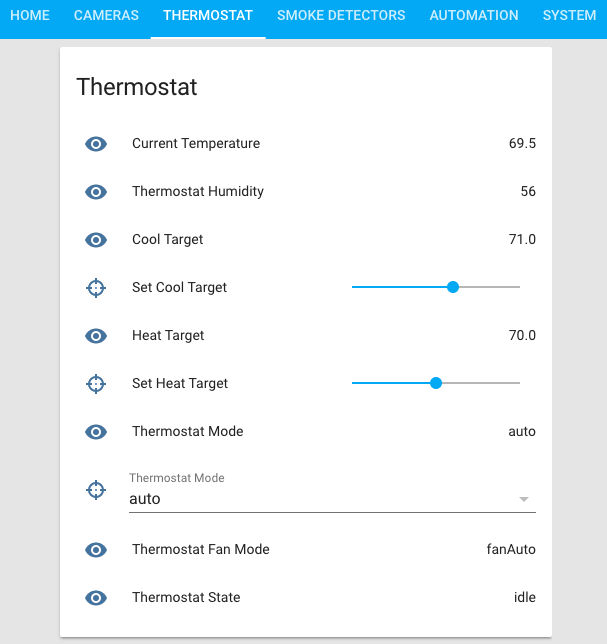 HOME CAMERAS THERMOSTAT SMOKE DETECTORS AUTOMATION SYSTEM
Thermostat
Current Temperature 69.5
Thermostat Humidity 56
Cool Target 71.0
Set Cool Target
Heat Target 70.0
Set Heat Target
Thermostat Mode auto
Thermostat Mode
auto
Thermostat Fan Mode fanAuto
Thermostat State idle